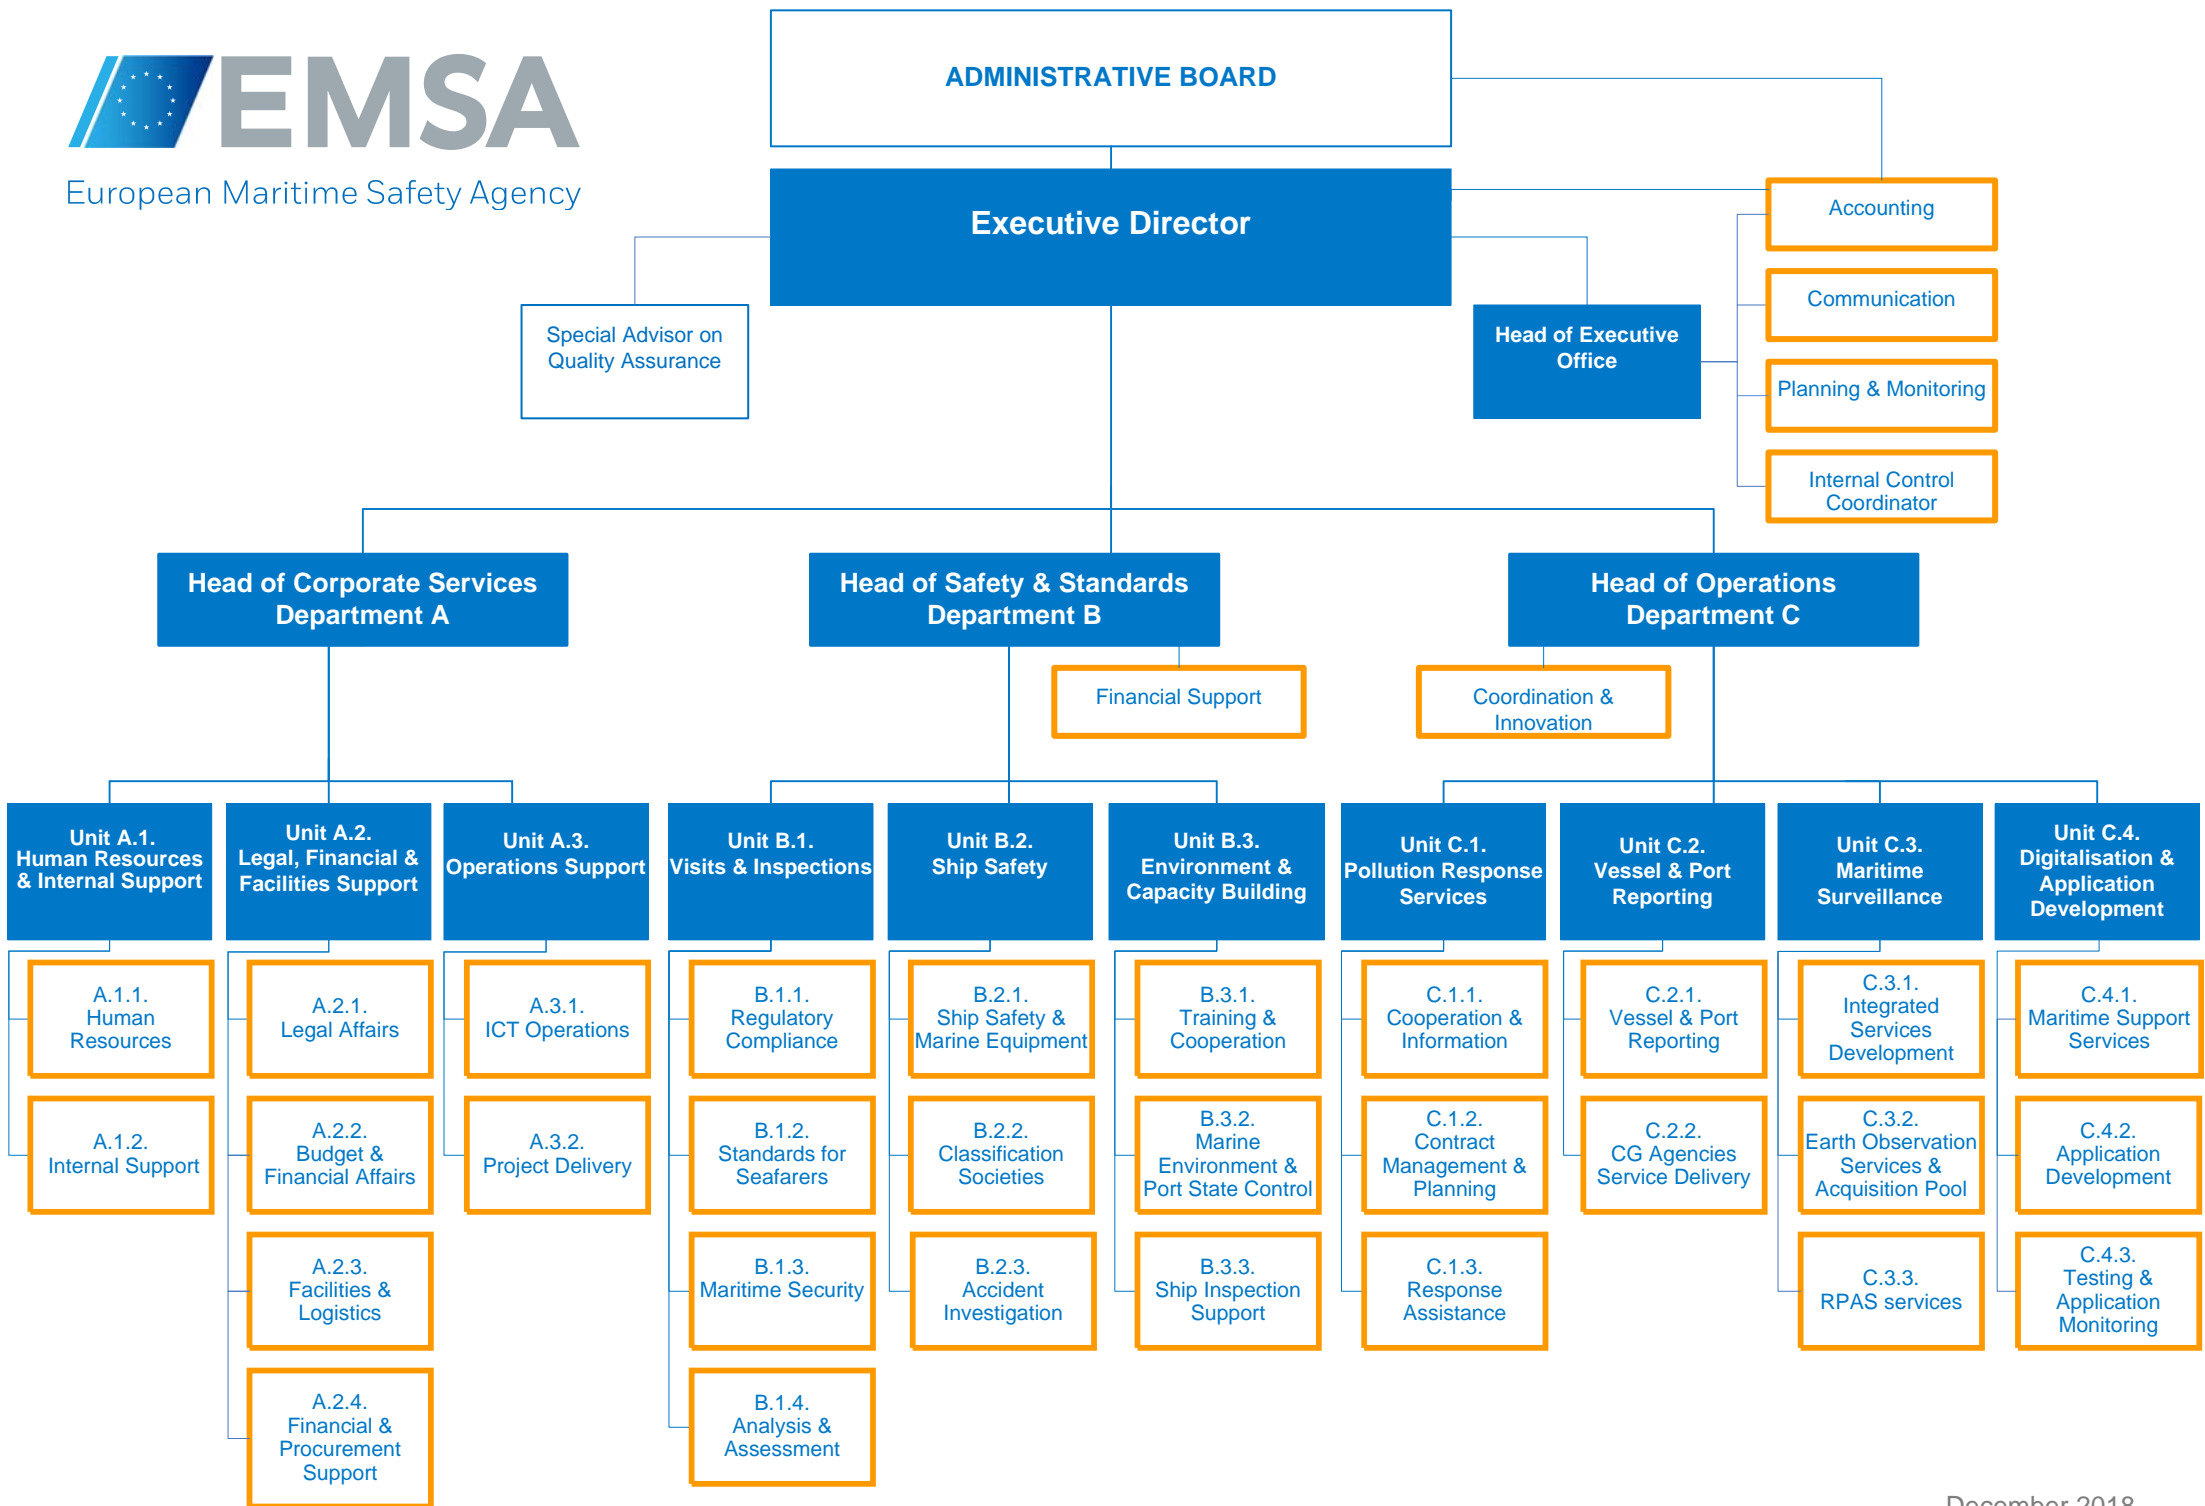 EMSA
European Maritime Safety Agency
ADMINISTRATIVE BOARD
Executive Director
Accounting
Communication
Planning & Monitoring
Internal Control
Coordinator
Special Advisor on
Quality Assurance
Head of Executive
Office
Head of Corporate Services
Department A
Head of Safety & Standards
Department B
Head of Operations
Department C
Financial Support
Coordination &
Innovation
Unit A.1.
Human Resources
& Internal Support
Unit A.2.
Legal, Financial &
Facilities Support
Unit A.3.
Operations Support
Unit B.1.
Visits & Inspections
Unit B.2.
Ship Safety
Unit B.3.
Environment &
Capacity Building
Unit C.1.
Pollution Response
Services
Unit C.2.
Vessel & Port
Reporting
Unit C.3.
Maritime
Surveillance
Unit C.4.
Digitalisation &
Application
Development
A.1.1.
Human
Resources
A.2.1.
Legal Affairs
A.3.1.
ICT Operations
B.1.1.
Regulatory
Compliance
B.2.1.
Ship Safety &
Marine Equipment
B.3.1.
Training &
Cooperation
C.1.1.
Cooperation &
Information
C.2.1.
Vessel & Port
Reporting
C.3.1.
Integrated
Services
Development
C.4.1.
Maritime Support
Services
A.1.2.
Internal Support
A.2.2.
Budget &
Financial Affairs
A.3.2.
Project Delivery
B.1.2.
Standards for
Seafarers
B.2.2.
Classification
Societies
B.3.2.
Marine
Environment &
Port State Control
C.1.2.
Contract
Management &
Planning
C.2.2.
CG Agencies
Service Delivery
C.3.2.
Earth Observation
Services &
Acquisition Pool
C.4.2.
Application
Development
A.2.3.
Facilities &
Logistics
B.1.3.
Maritime Security
B.2.3.
Accident
Investigation
B.3.3.
Ship Inspection
Support
C.1.3.
Response
Assistance
C.3.3.
RPAS services
C.4.3.
Testing &
Application
Monitoring
A.2.4.
Financial &
Procurement
Support
B.1.4.
Analysis &
Assessment
December 2018